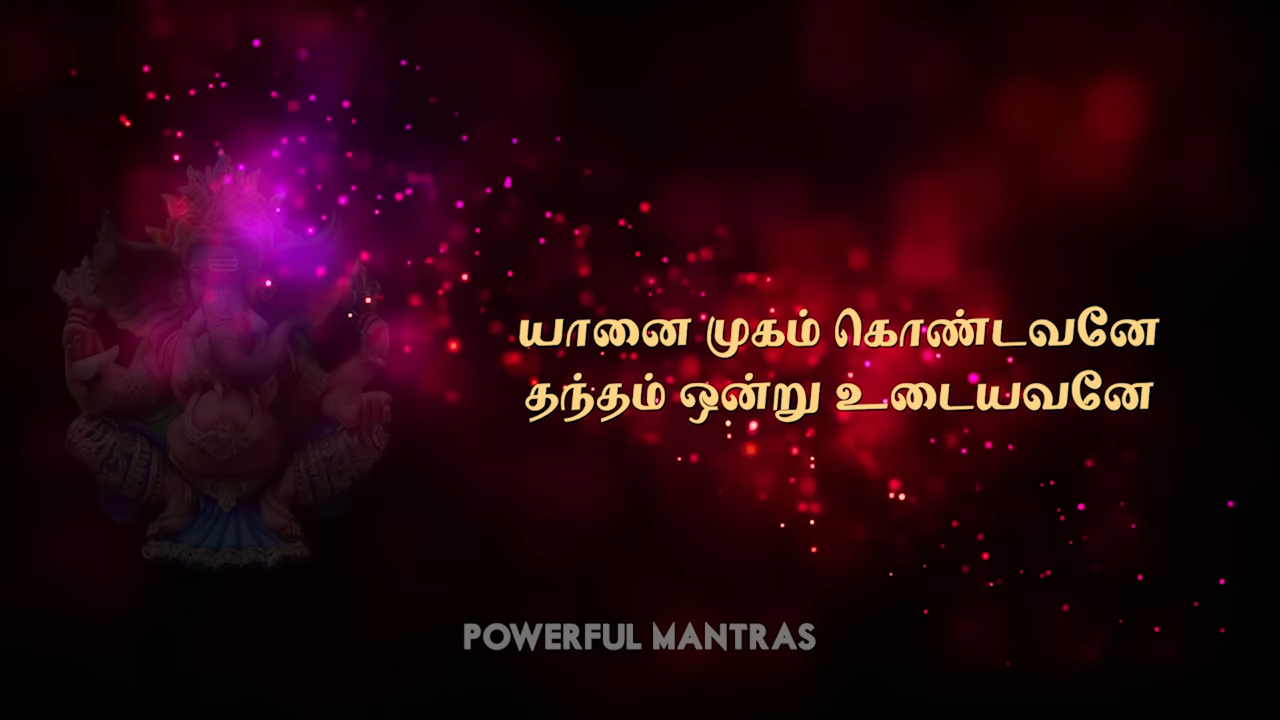 யானை முகம் கொண்டவனே
தந்தம் ஒன்று உடையவனே
POWERFUL MANTRAS